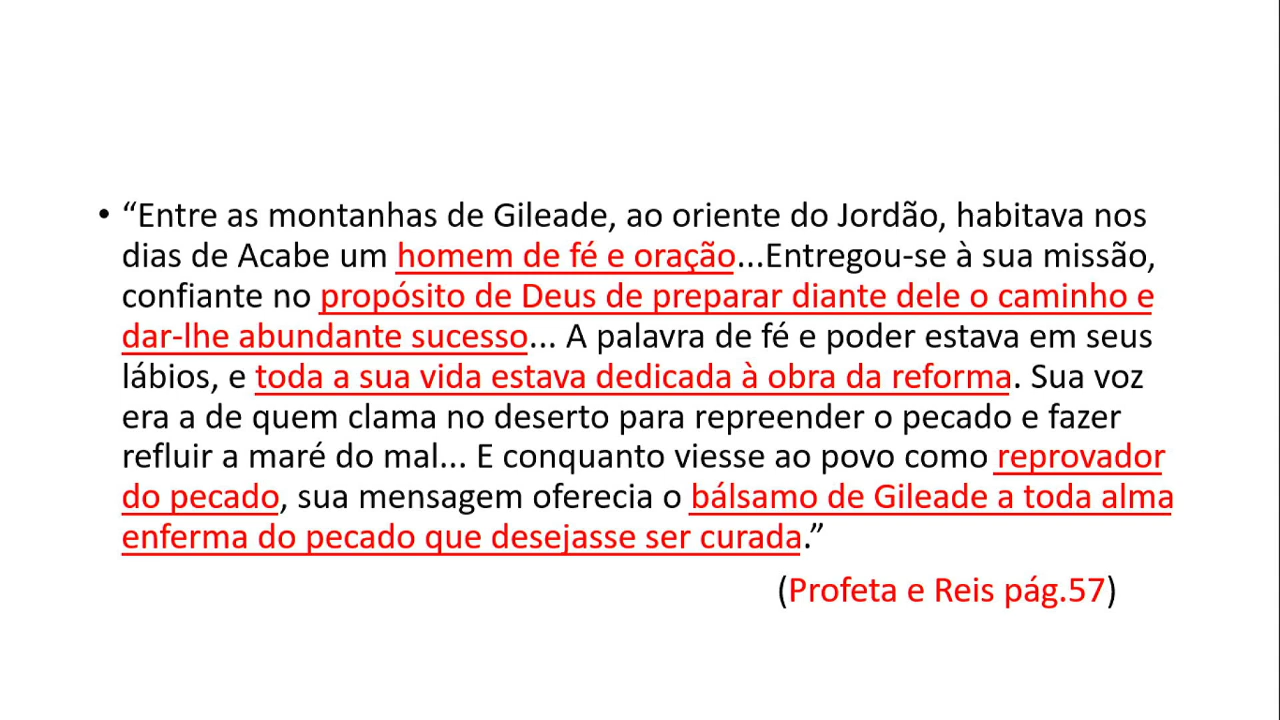 • “Entre as montanhas de Gileade, ao oriente do Jordão, habitava nos
dias de Acabe um homem de fé e oração...Entregou-se à sua missão,
confiante no propósito de Deus de preparar diante dele o caminho e
dar-lhe abundante sucesso... A palavra de fé e poder estava em seus
lábios, e toda a sua vida estava dedicada à obra da reforma. Sua voz
era a de quem clama no deserto para repreender o pecado e fazer
refluir a maré do mal... E conquanto viesse ao povo como reprovador
do pecado, sua mensagem oferecia o bálsamo de Gileade a toda alma
enferma do pecado que desejasse ser curada.”
(Profeta e Reis pág.57)